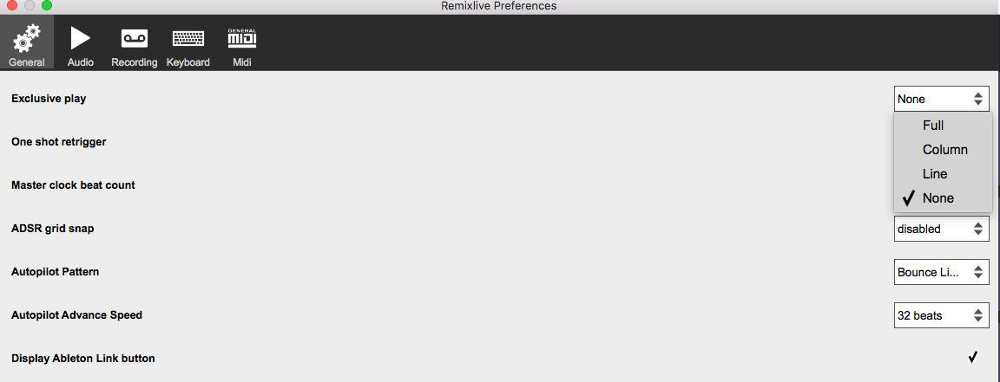 Remixlive Preferences
General Audio Recording Keyboard GENERAL MIDI Midi
Exclusive play None
Full
Column
One shot retrigger
Line
Master clock beat count
None
ADSR grid snap disabled
Autopilot Pattern Bounce Li...
Autopilot Advance Speed 32 beats
Display Ableton Link button